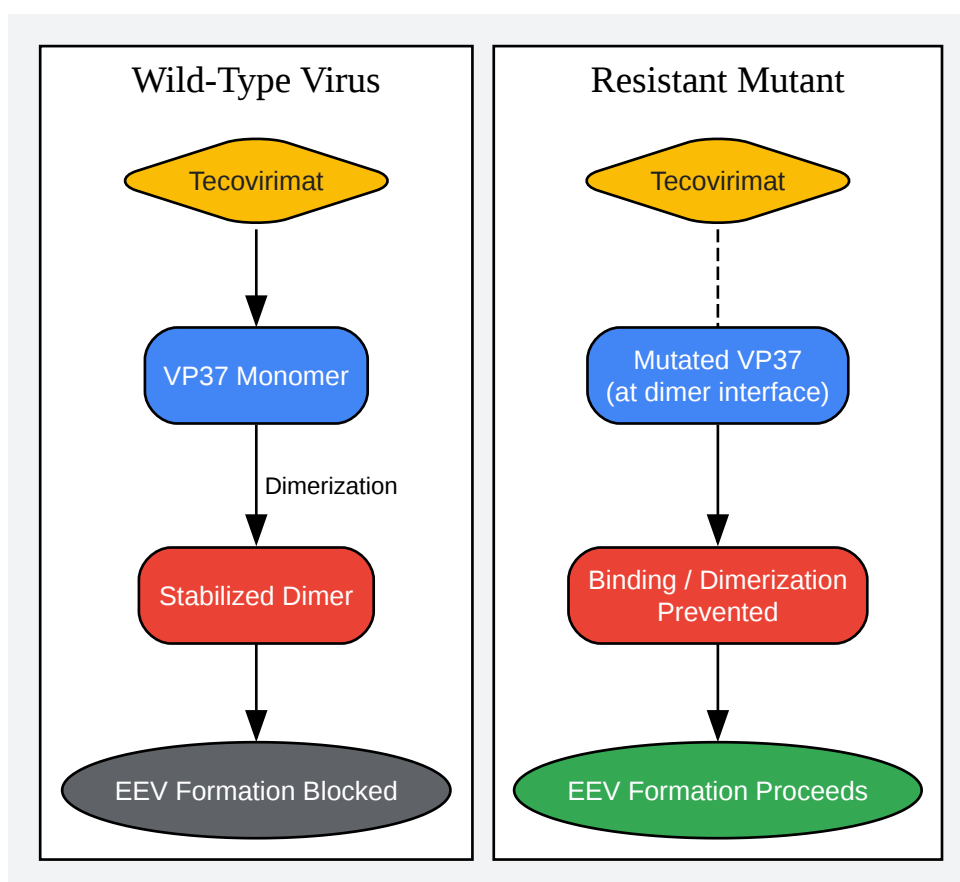 Wild-Type Virus
Tecovirimat
VP37 Monomer
Dimerization
Stabilized Dimer
EEV Formation Blocked
Resistant Mutant
Tecovirimat
Mutated VP37
(at dimer interface)
Binding / Dimerization
Prevented
EEV Formation Proceeds